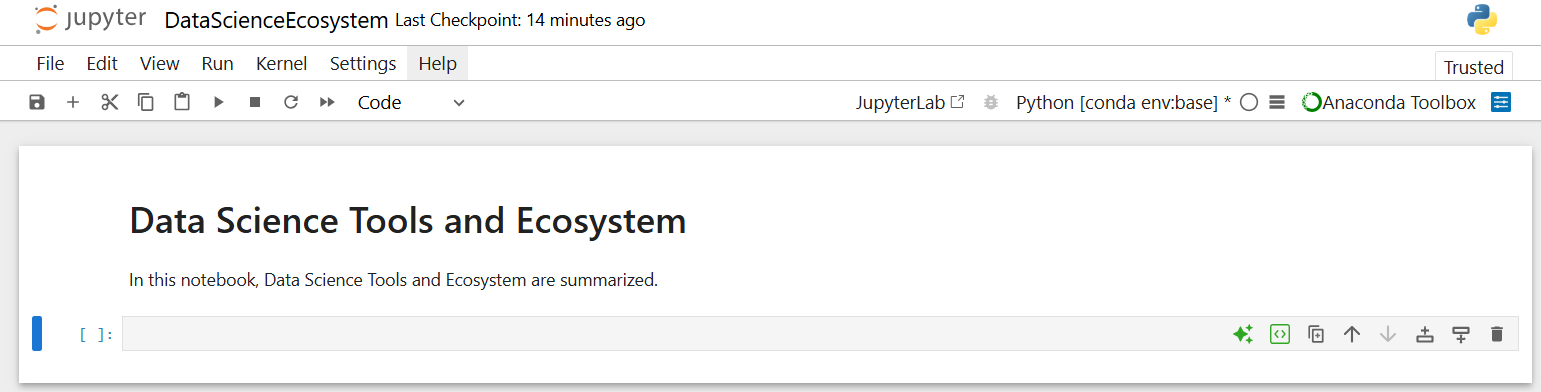 jupyter DataScienceEcosystem Last Checkpoint: 14 minutes ago
File Edit View Run Kernel Settings Help
Trusted
Code JupyterLab Python [conda env:base] * Anaconda Toolbox
Data Science Tools and Ecosystem
In this notebook, Data Science Tools and Ecosystem are summarized.
[ ]: